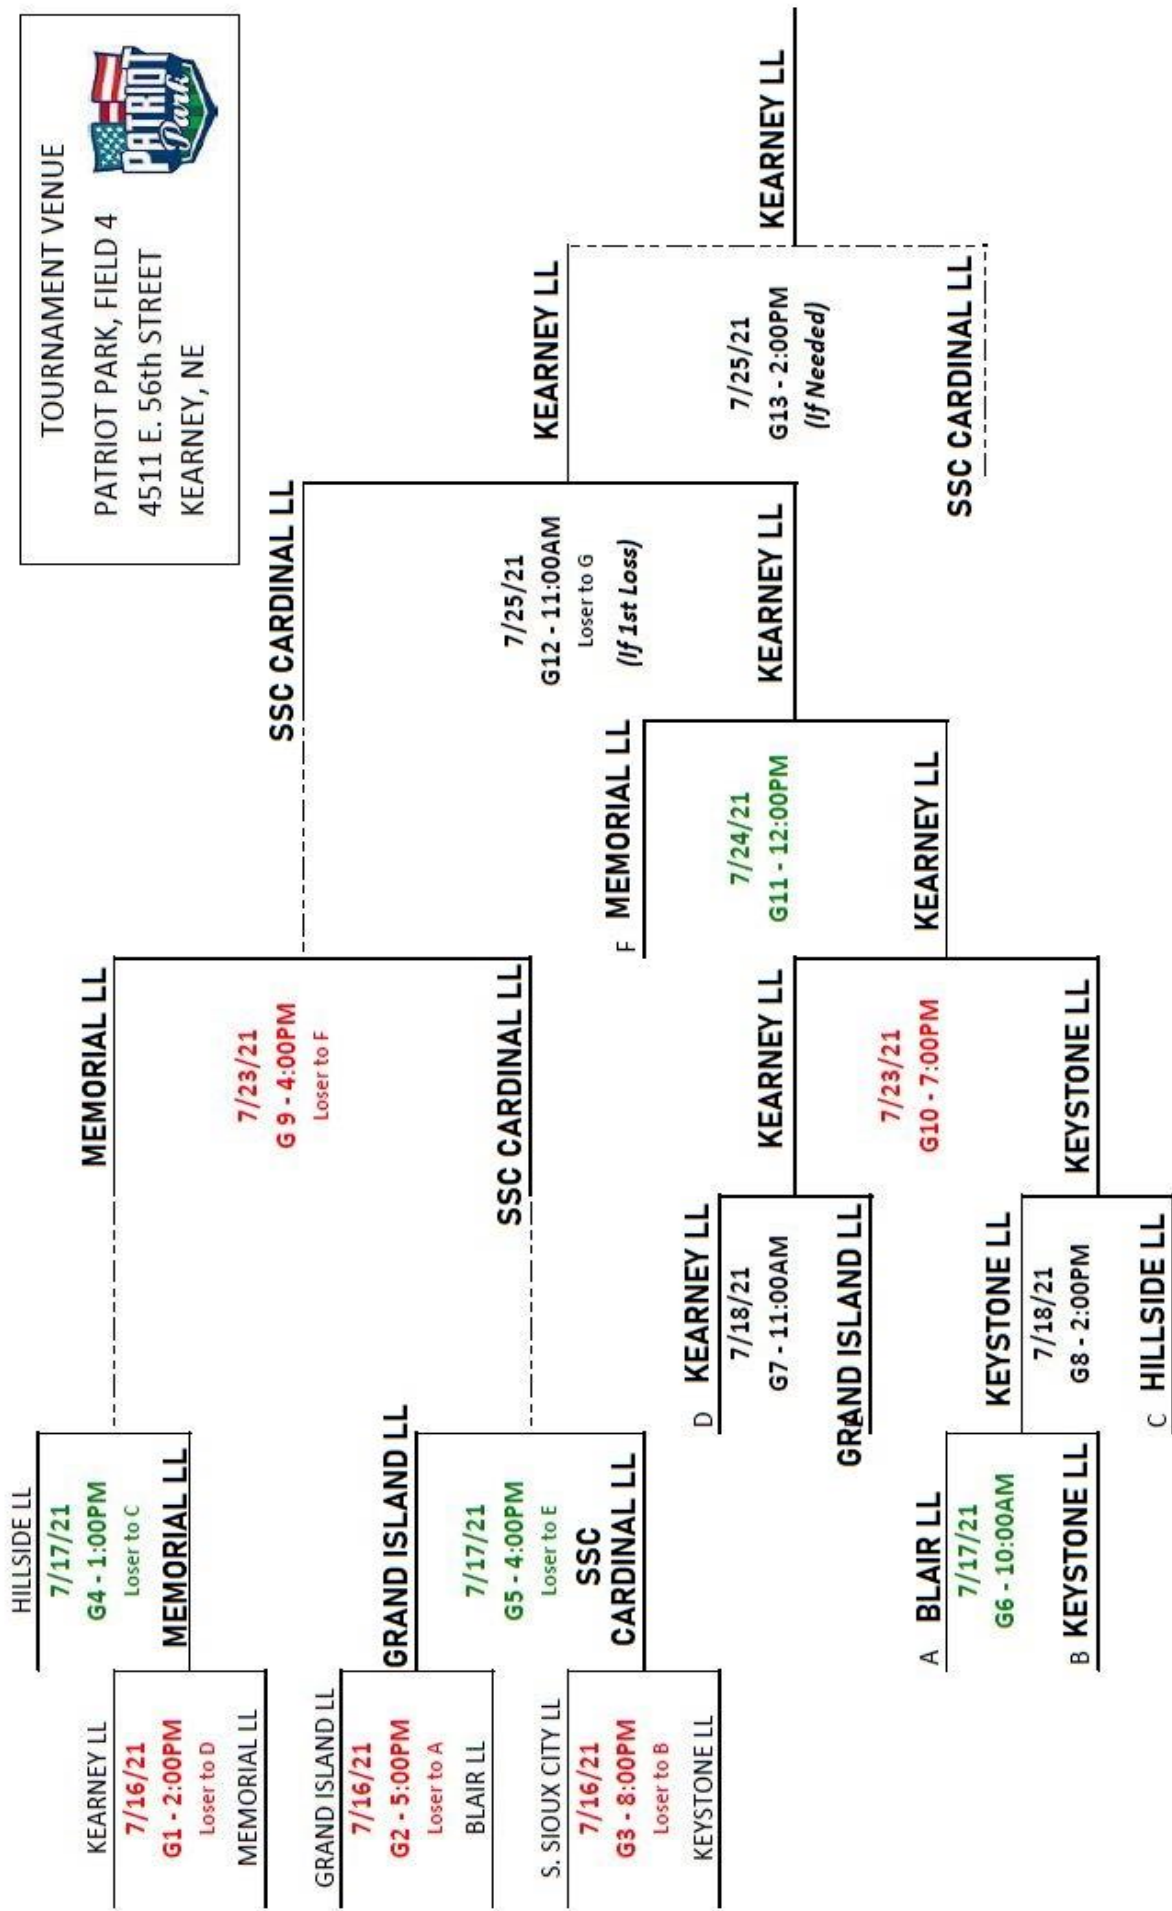 TOURNAMENT VENUE
PATRIOT PARK, FIELD 4
4511 E. 56th STREET
KEARNEY, NE
PATRIOT
Park
KEARNEY LL
7/16/21
G1 - 2:00PM
Loser to D
MEMORIAL LL
GRAND ISLAND LL
7/16/21
G2 - 5:00PM
Loser to A
BLAIR LL
S. SIOUX CITY LL
7/16/21
G3 - 8:00PM
Loser to B
KEYSTONE LL
HILLSIDE LL
7/17/21
G4 - 1:00PM
Loser to C
MEMORIAL LL
GRAND ISLAND LL
7/17/21
G5 - 4:00PM
Loser to E
SSC
CARDINAL LL
A BLAIR LL
7/17/21
G6 - 10:00AM
B KEYSTONE LL
D KEARNEY LL
7/18/21
G7 - 11:00AM
GRAND ISLAND LL
KEYSTONE LL
7/18/21
G8 - 2:00PM
C HILLSIDE LL
MEMORIAL LL
7/23/21
G 9 - 4:00PM
Loser to F
SSC CARDINAL LL
KEARNEY LL
7/23/21
G10 - 7:00PM
KEYSTONE LL
F MEMORIAL LL
7/24/21
G11 - 12:00PM
KEARNEY LL
SSC CARDINAL LL
7/25/21
G12 - 11:00AM
Loser to G
(If 1st Loss)
KEARNEY LL
KEARNEY LL
7/25/21
G13 - 2:00PM
(If Needed)
SSC CARDINAL LL
KEARNEY LL